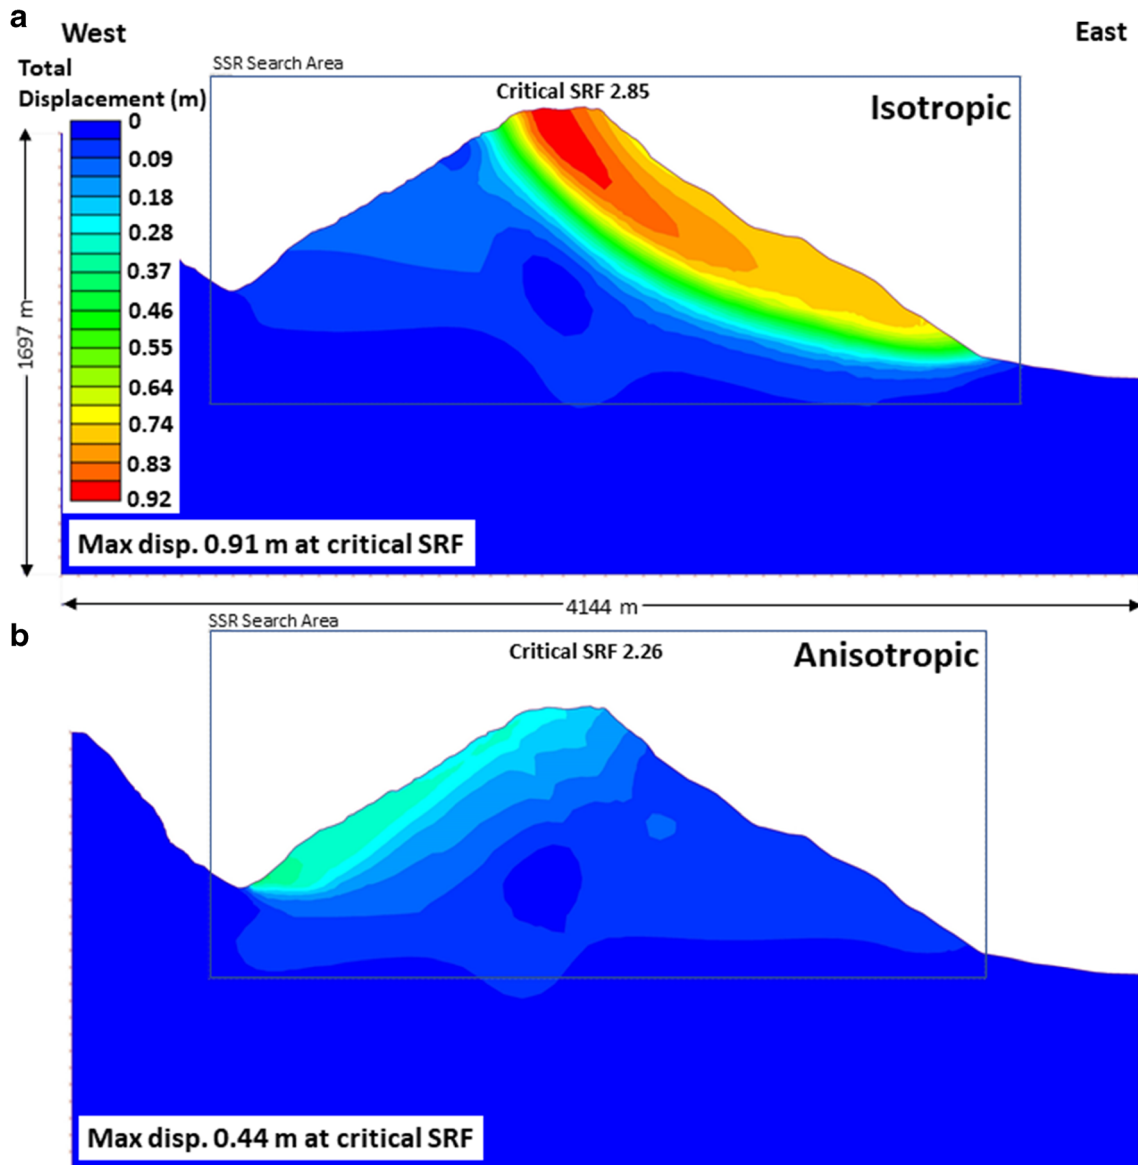 a
West
East
Total
Displacement (m)
SSR Search Area
Critical SRF 2.85
Isotropic
0
0.09
0.18
0.28
0.37
0.46
0.55
0.64
0.74
0.83
0.92
1697 m
Max disp. 0.91 m at critical SRF
4144 m
b
SSR Search Area
Critical SRF 2.26
Anisotropic
Max disp. 0.44 m at critical SRF